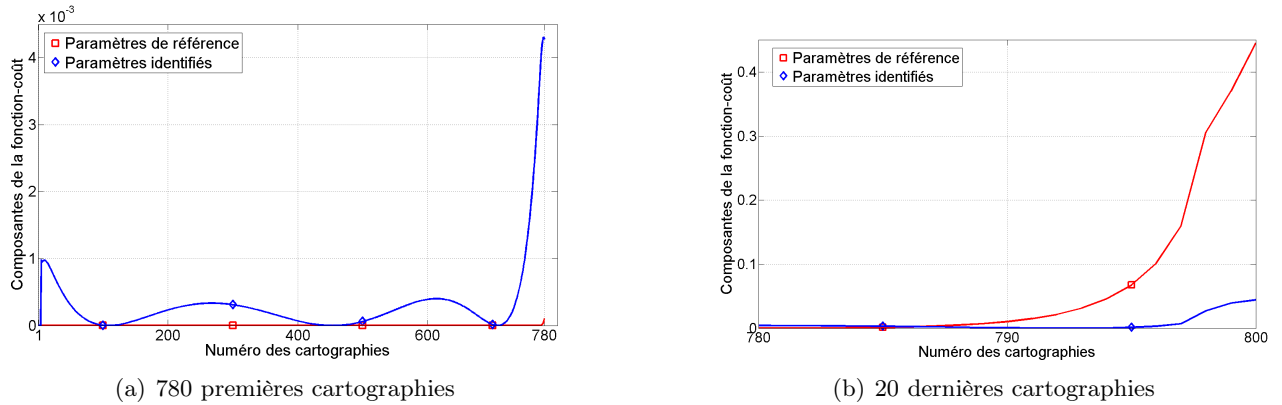 x 10⁻³
4
3
2
1
0
Composantes de la fonction-coût
Paramètres de référence
Paramètres identifiés
1
200
400
600
780
Numéro des cartographies
(a) 780 premières cartographies
0.4
0.3
0.2
0.1
0
Composantes de la fonction-coût
Paramètres de référence
Paramètres identifiés
780
790
800
Numéro des cartographies
(b) 20 dernières cartographies